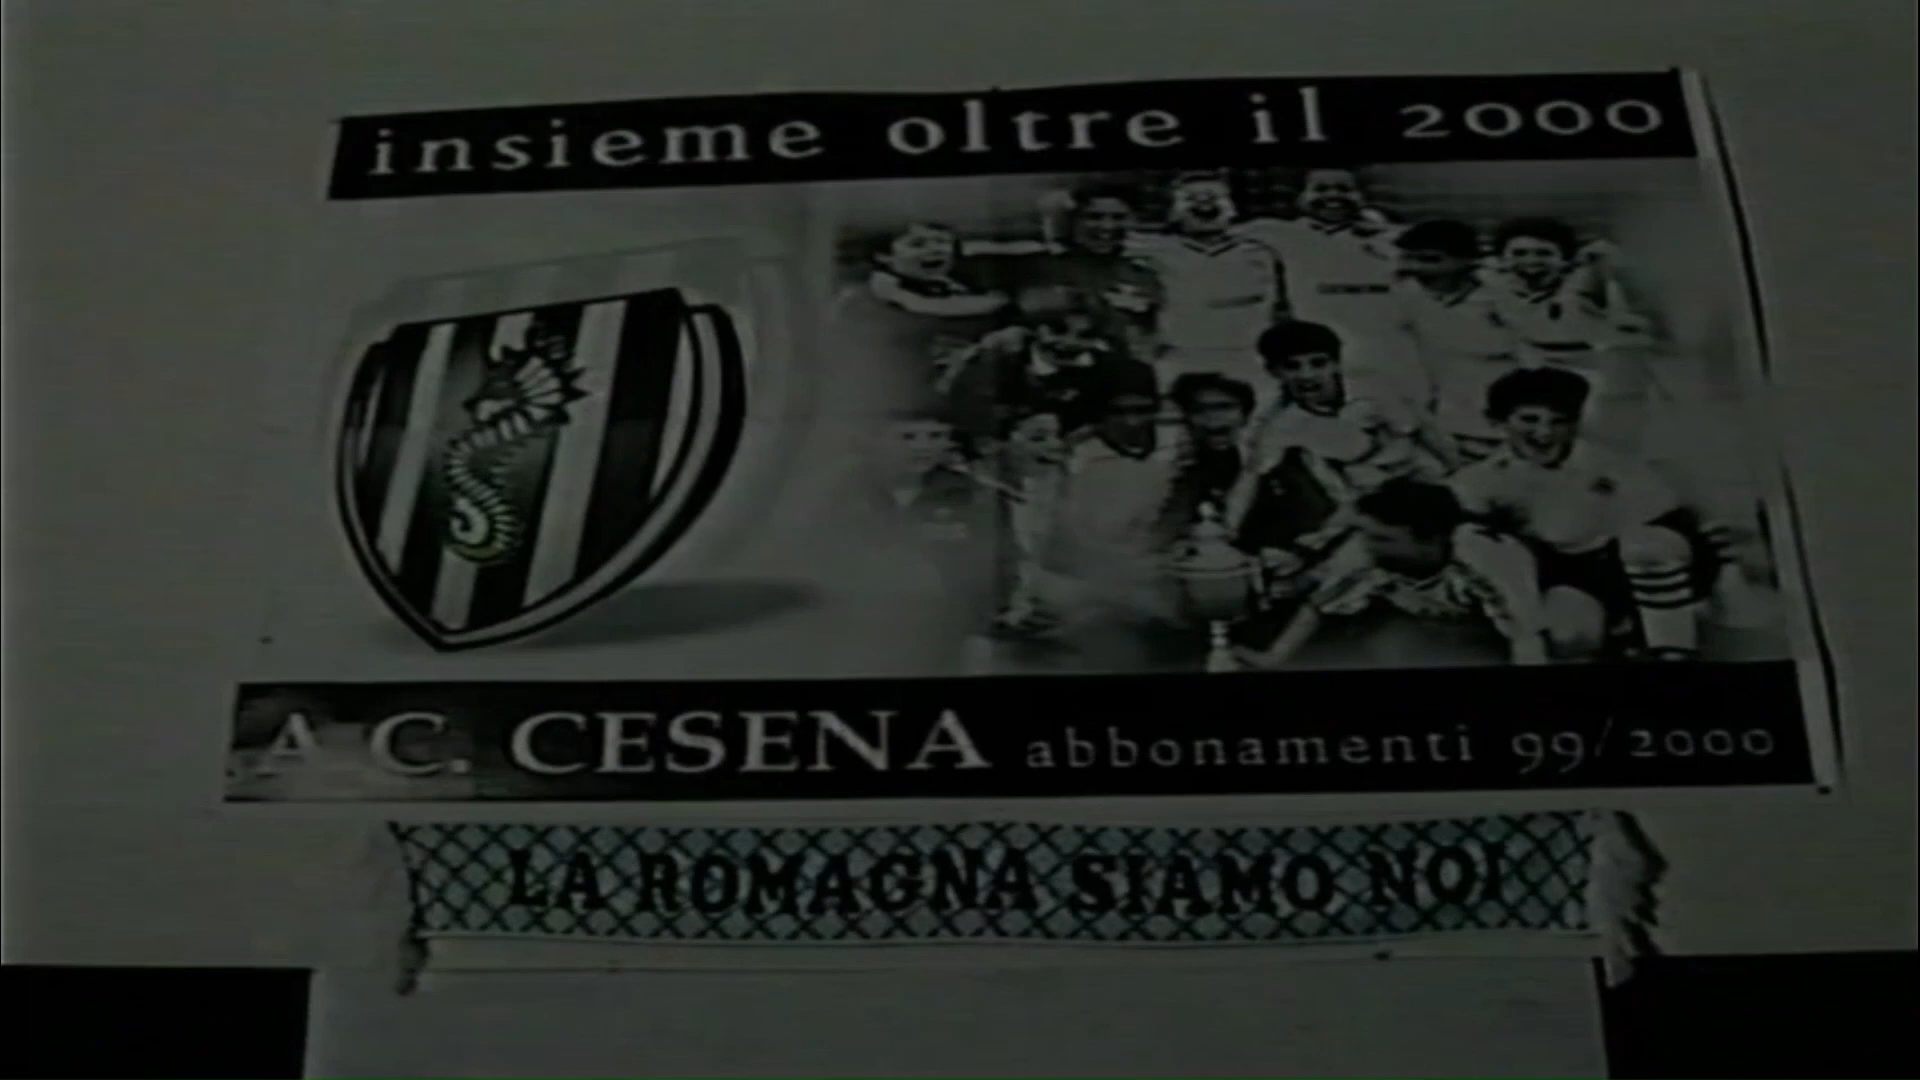 insieme oltre il 2000
A.C. CESENA abbonamenti 99/2000
LA ROMAGNA SIAMO NOI